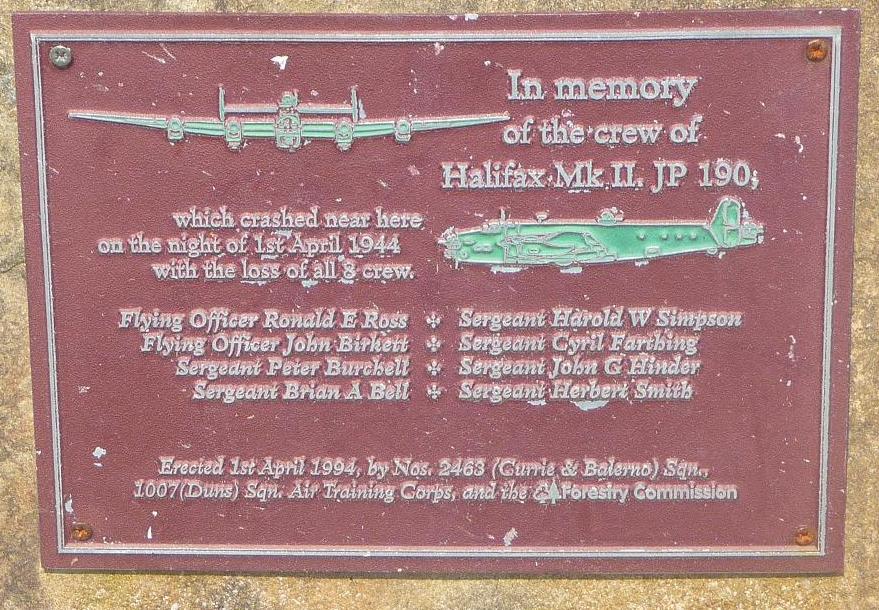 In memory
of the crew of
Halifax Mk II. JP 190,
which crashed near here
on the night of 1st April 1944
with the loss of all 8 crew.
Flying Officer Ronald E Ross ✣ Sergeant Harold W Simpson
Flying Officer John Birkett ✣ Sergeant Cyril Farthing
Sergeant Peter Burchell ✣ Sergeant John G Hinder
Sergeant Brian A Bell ✣ Sergeant Herbert Smith
Erected 1st April 1994, by Nos. 2463 (Currie & Balerno) Sqn.,
1007(Duns) Sqn. Air Training Corps, and the Forestry Commission